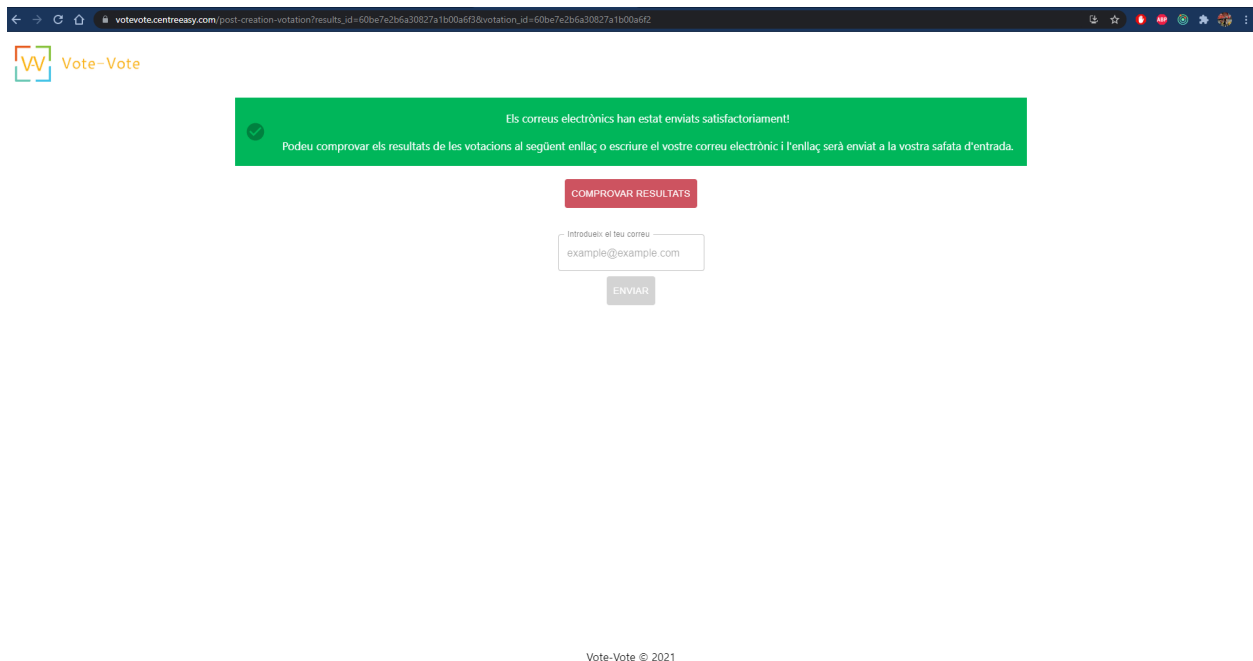 votevote.centreeasy.com/post-creation-votation?results_id=60be7e2b6a30827a1b00a6f3&votation_id=60be7e2b6a30827a1b00a6f2
ABP
VV Vote-Vote
Els correus electrònics han estat enviats satisfactoriament!
Podeu comprovar els resultats de les votacions al següent enllaç o escriure el vostre correu electrònic i l'enllaç serà enviat a la vostra safata d'entrada.
COMPROVAR RESULTATS
Introdueix el teu correu
example@example.com
ENVIAR
Vote-Vote © 2021